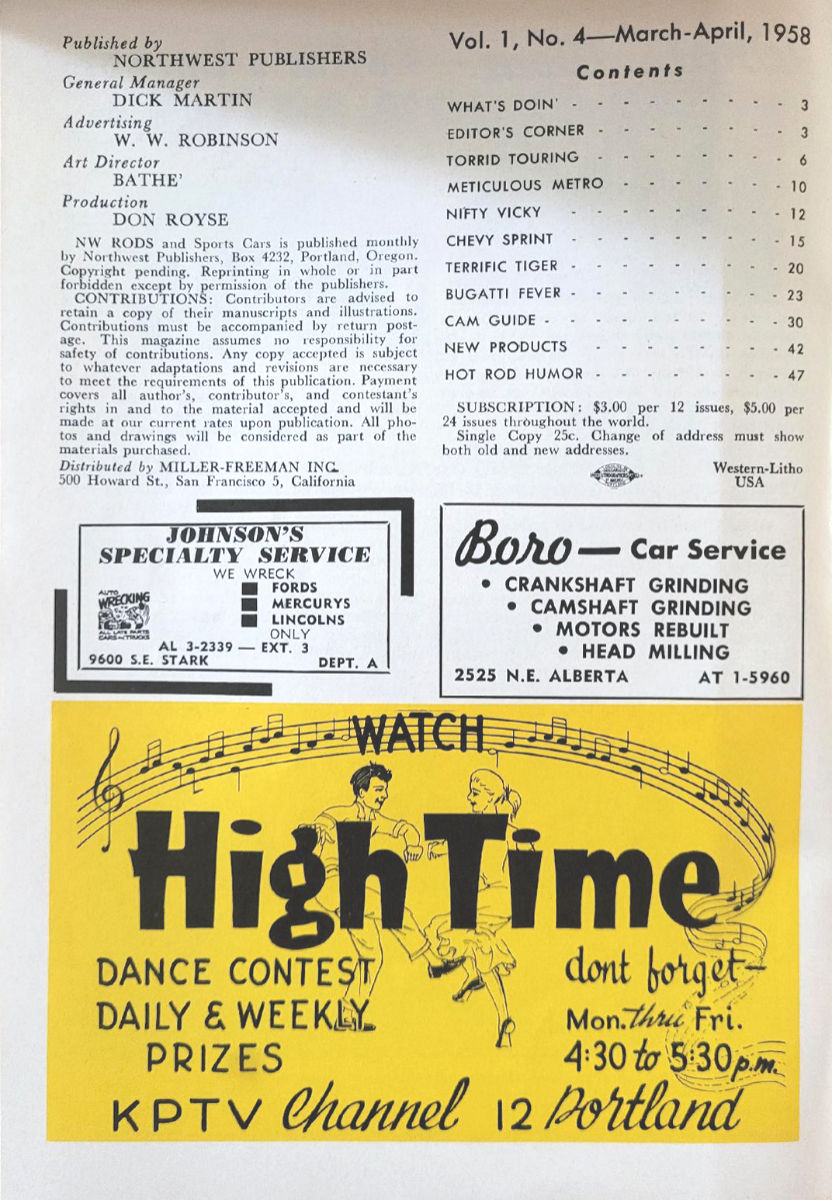 Published by
NORTHWEST PUBLISHERS
General Manager
DICK MARTIN
Advertising
W. W. ROBINSON
Art Director
BATHE'
Production
DON ROYSE
NW RODS and Sports Cars is published monthly
by Northwest Publishers, Box 4232, Portland, Oregon.
Copyright pending. Reprinting in whole or in part
forbidden except by permission of the publishers.
CONTRIBUTIONS: Contributors are advised to
retain a copy of their manuscripts and illustrations.
Contributions must be accompanied by return post-
age. This magazine assumes no responsibility for
safety of contributions. Any copy accepted is subject
to whatever adaptations and revisions are necessary
to meet the requirements of this publication. Payment
covers all author's, contributor's, and contestant's
rights in and to the material accepted and will be
made at our current rates upon publication. All pho-
tos and drawings will be considered as part of the
materials purchased.
Distributed by MILLER-FREEMAN INC.
500 Howard St., San Francisco 5, California
Vol. 1, No. 4—March-April, 1958
Contents
WHAT'S DOIN' - - - - - - - - - 3
EDITOR'S CORNER - - - - - - - - 3
TORRID TOURING - - - - - - - - 6
METICULOUS METRO - - - - - - - 10
NIFTY VICKY - - - - - - - - - 12
CHEVY SPRINT - - - - - - - - - 15
TERRIFIC TIGER - - - - - - - - - 20
BUGATTI FEVER - - - - - - - - - 23
CAM GUIDE - - - - - - - - - - 30
NEW PRODUCTS - - - - - - - - 42
HOT ROD HUMOR - - - - - - - - 47
SUBSCRIPTION: $3.00 per 12 issues, $5.00 per
24 issues throughout the world.
Single Copy 25c. Change of address must show
both old and new addresses.
Western-Litho
USA
JOHNSON'S
SPECIALTY SERVICE
WE WRECK
FORDS
MERCURYS
LINCOLNS
ONLY
AUTO
WRECKING
ALL LATE PARTS
CARS—TRUCKS
AL 3-2339 — EXT. 3
9600 S.E. STARK DEPT. A
Boro — Car Service
• CRANKSHAFT GRINDING
• CAMSHAFT GRINDING
• MOTORS REBUILT
• HEAD MILLING
2525 N.E. ALBERTA AT 1-5960
WATCH
High Time
DANCE CONTEST
DAILY & WEEKLY
PRIZES
dont forget—
Mon. thru Fri.
4:30 to 5:30 p.m.
KPTV Channel 12 Portland